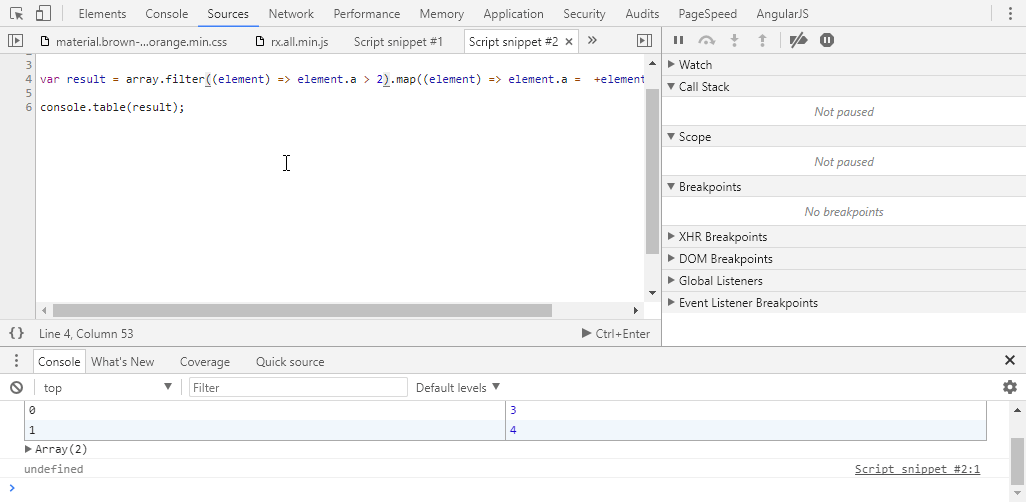 Elements Console Sources Network Performance Memory Application Security Audits PageSpeed AngularJS
material.brown-...orange.min.css rx.all.min.js Script snippet #1 Script snippet #2 × »
3
4 var result = array.filter((element) => element.a > 2).map((element) => element.a = +element
5
6 console.table(result);
{} Line 4, Column 53 Ctrl+Enter
Watch
Call Stack
Not paused
Scope
Not paused
Breakpoints
No breakpoints
XHR Breakpoints
DOM Breakpoints
Global Listeners
Event Listener Breakpoints
Console What's New Coverage Quick source
top Filter Default levels
0 3
1 4
Array(2)
undefined Script snippet #2:1
>